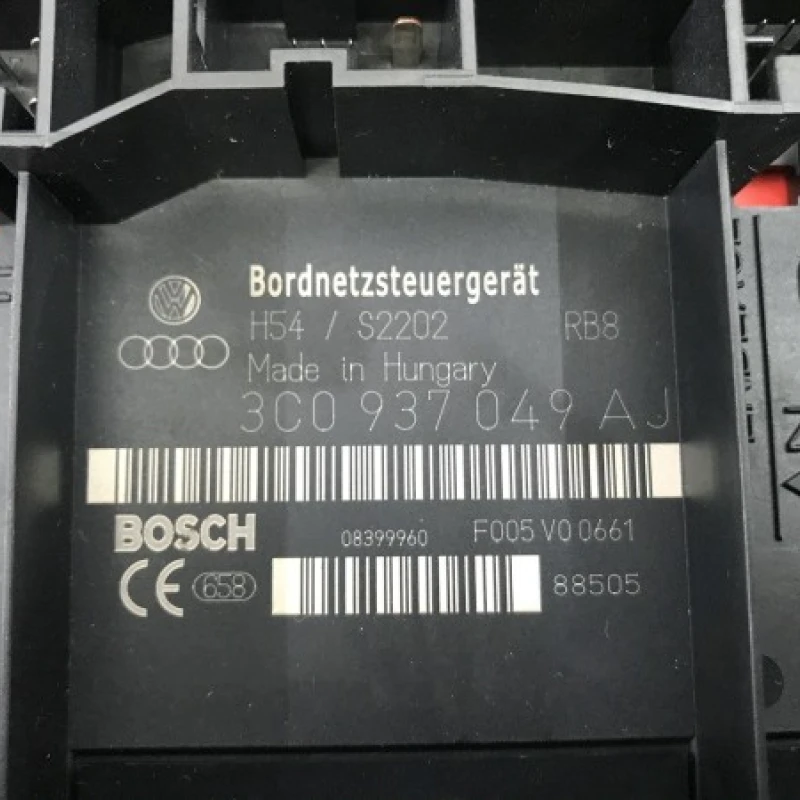 Bordnetzsteuergerät
H54 / S2202 RB8
Made in Hungary
3C0 937 049 AJ
BOSCH 08399960 F005 V0 0661
CE 658 88505